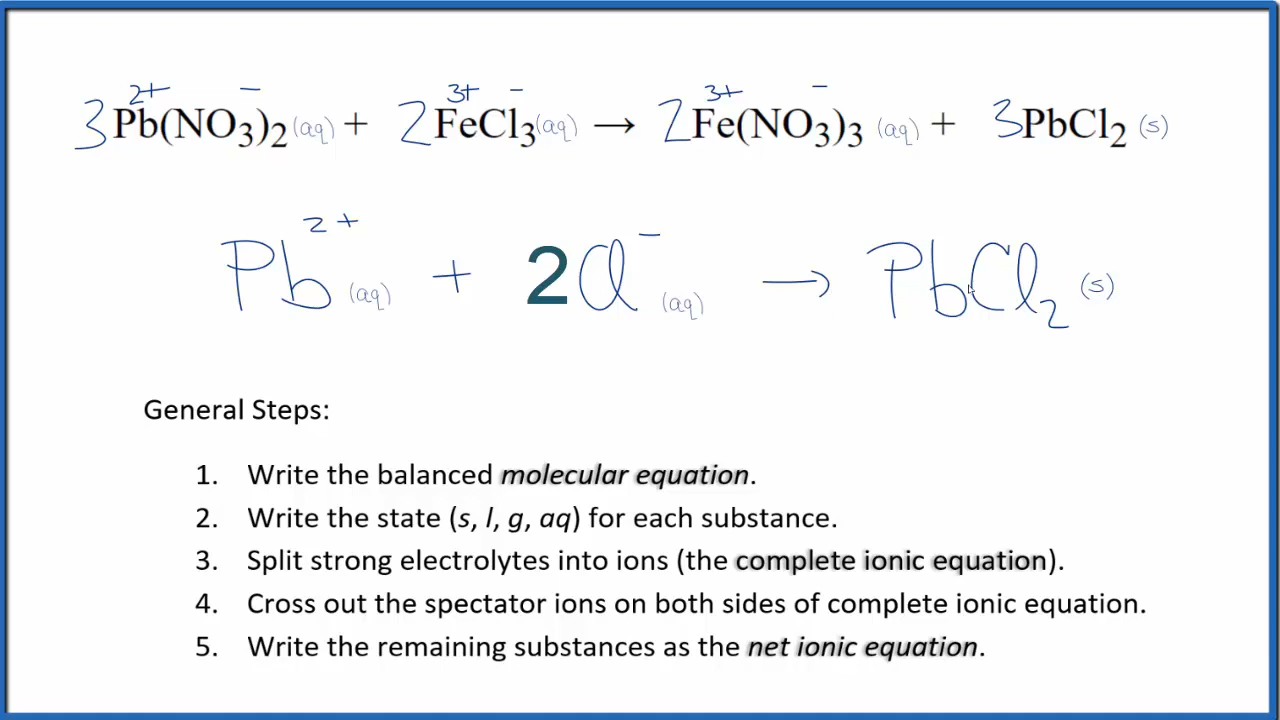 3Pb(NO₃)₂(aq) + 2FeCl₃(aq) → 2Fe(NO₃)₃(aq) + 3PbCl₂(s)
2+ − 3+ − 3+ −
Pb²⁺(aq) + 2Cl⁻(aq) → PbCl₂(s)
General Steps:
1. Write the balanced molecular equation.
2. Write the state (s, l, g, aq) for each substance.
3. Split strong electrolytes into ions (the complete ionic equation).
4. Cross out the spectator ions on both sides of complete ionic equation.
5. Write the remaining substances as the net ionic equation.